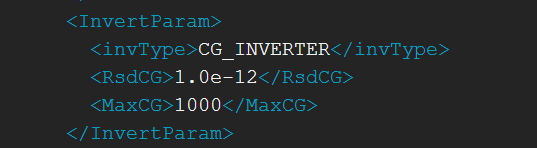 <InvertParam>
<invType>CG_INVERTER</invType>
<RsdCG>1.0e-12</RsdCG>
<MaxCG>1000</MaxCG>
</InvertParam>